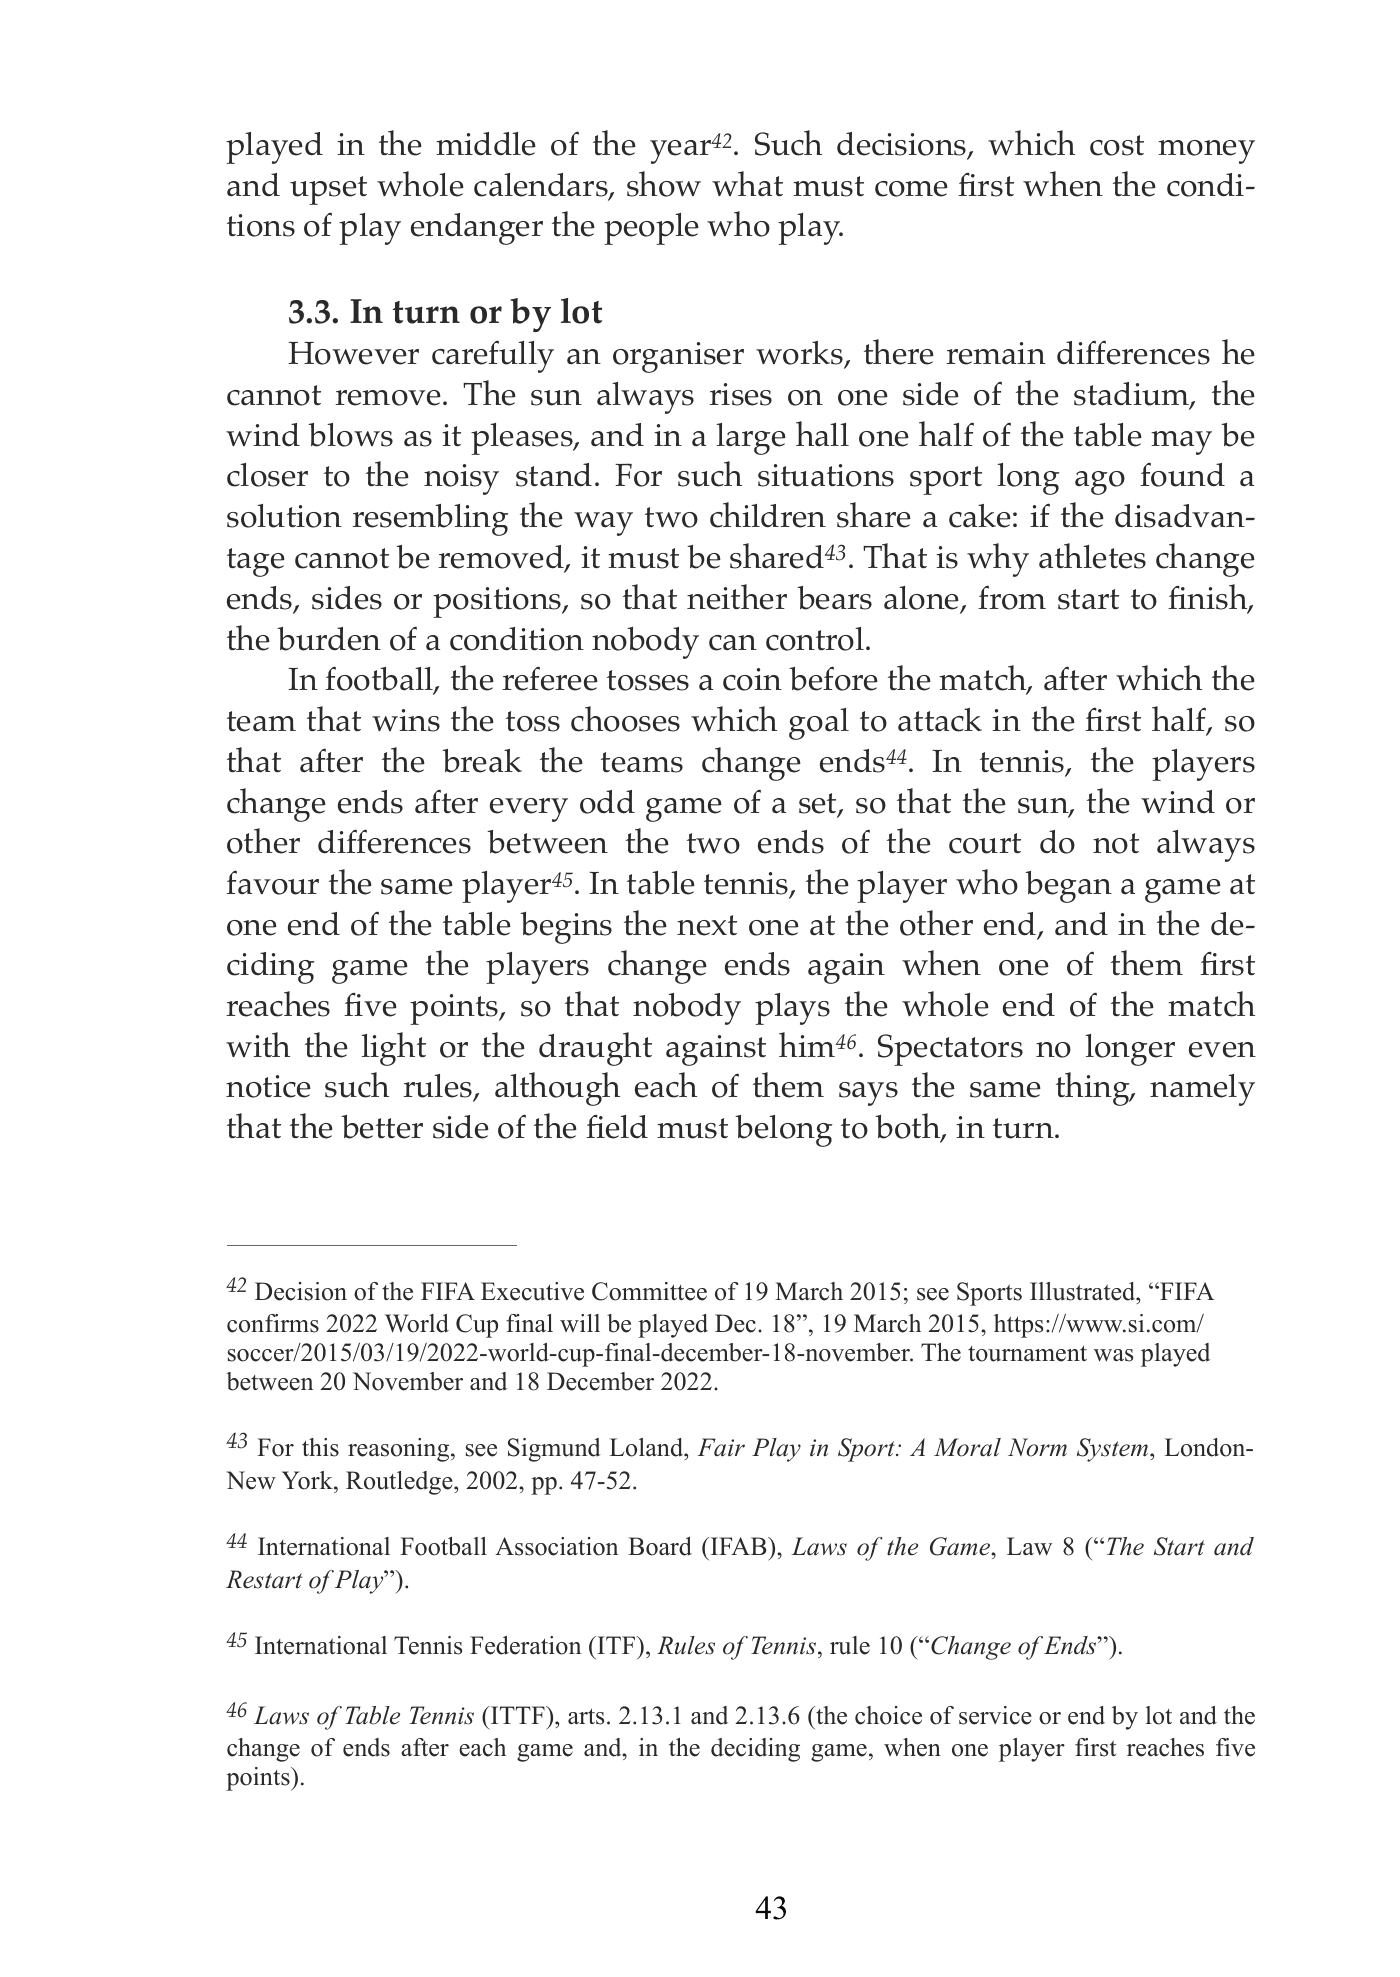 played in the middle of the year42. Such decisions, which cost money
and upset whole calendars, show what must come first when the condi-
tions of play endanger the people who play.
3.3. In turn or by lot
However carefully an organiser works, there remain differences he
cannot remove. The sun always rises on one side of the stadium, the
wind blows as it pleases, and in a large hall one half of the table may be
closer to the noisy stand. For such situations sport long ago found a
solution resembling the way two children share a cake: if the disadvan-
tage cannot be removed, it must be shared43. That is why athletes change
ends, sides or positions, so that neither bears alone, from start to finish,
the burden of a condition nobody can control.
In football, the referee tosses a coin before the match, after which the
team that wins the toss chooses which goal to attack in the first half, so
that after the break the teams change ends44. In tennis, the players
change ends after every odd game of a set, so that the sun, the wind or
other differences between the two ends of the court do not always
favour the same player45. In table tennis, the player who began a game at
one end of the table begins the next one at the other end, and in the de-
ciding game the players change ends again when one of them first
reaches five points, so that nobody plays the whole end of the match
with the light or the draught against him46. Spectators no longer even
notice such rules, although each of them says the same thing, namely
that the better side of the field must belong to both, in turn.
42 Decision of the FIFA Executive Committee of 19 March 2015; see Sports Illustrated, “FIFA
confirms 2022 World Cup final will be played Dec. 18”, 19 March 2015, https://www.si.com/
soccer/2015/03/19/2022-world-cup-final-december-18-november. The tournament was played
between 20 November and 18 December 2022.
43 For this reasoning, see Sigmund Loland, Fair Play in Sport: A Moral Norm System, London-
New York, Routledge, 2002, pp. 47-52.
44 International Football Association Board (IFAB), Laws of the Game, Law 8 (“The Start and
Restart of Play”).
45 International Tennis Federation (ITF), Rules of Tennis, rule 10 (“Change of Ends”).
46 Laws of Table Tennis (ITTF), arts. 2.13.1 and 2.13.6 (the choice of service or end by lot and the
change of ends after each game and, in the deciding game, when one player first reaches five
points).
43